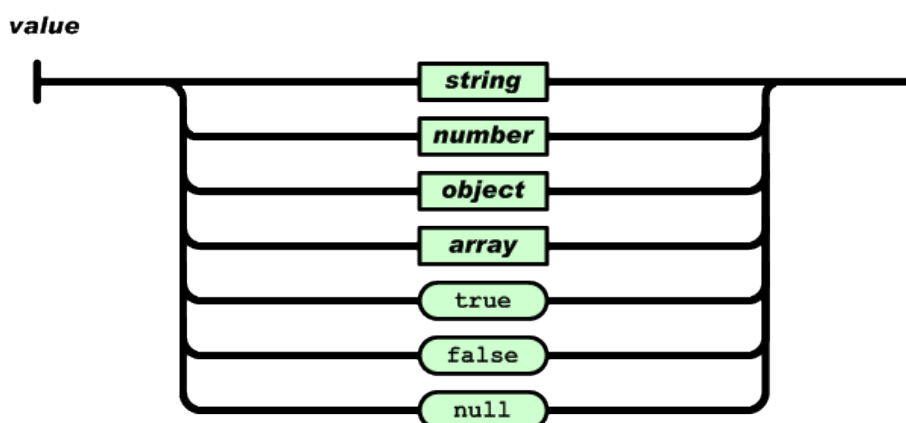 value
string
number
object
array
true
false
null